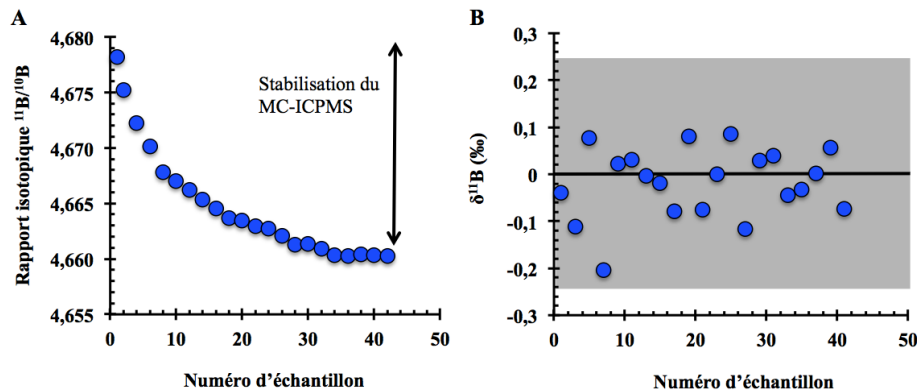 A
Rapport isotopique ¹¹B/¹⁰B
4,680
4,675
4,670
4,665
4,660
4,655
Stabilisation du
MC-ICPMS
0 10 20 30 40 50
Numéro d’échantillon
B
δ¹¹B (‰)
0,3
0,2
0,1
0
-0,1
-0,2
-0,3
0 10 20 30 40 50
Numéro d’échantillon